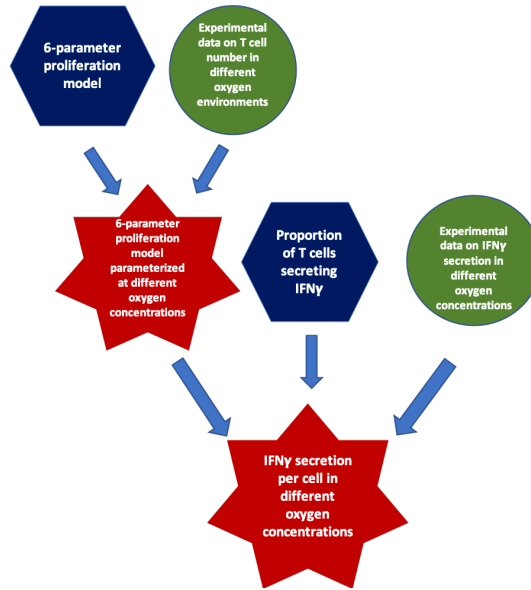 6-parameter
proliferation
model
Experimental
data on T cell
number in
different
oxygen
environments
6-parameter
proliferation
model
parameterized
at different
oxygen
concentrations
Proportion
of T cells
secreting
IFNγ
Experimental
data on IFNγ
secretion in
different
oxygen
concentrations
IFNγ secretion
per cell in
different
oxygen
concentrations